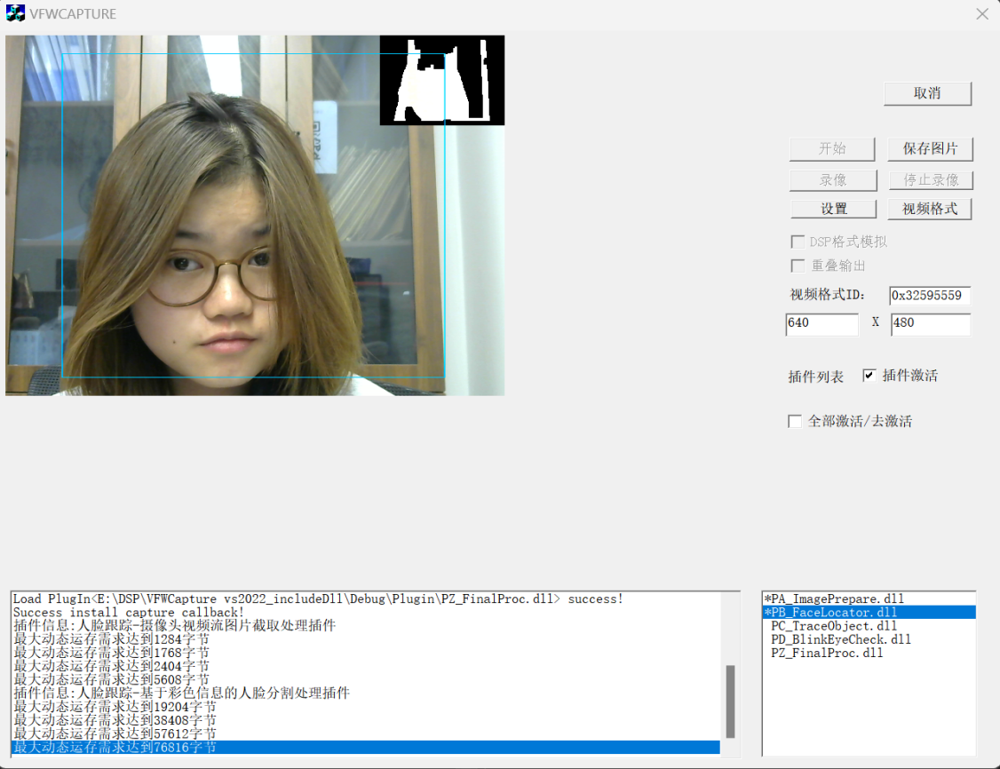 VFWCAPTURE
取消
开始
保存图片
录像
停止录像
设置
视频格式
DSP格式模拟
重叠输出
视频格式ID:
0x32595559
640
X
480
插件列表
插件激活
全部激活/去激活
Load PlugIn<E:\DSP\VFWCapture vs2022_includeDll\Debug\Plugin\PZ_FinalProc.dll> success!
Success install capture callback!
插件信息:人脸跟踪-摄像头视频流图片截取处理插件
最大动态运存需求达到1284字节
最大动态运存需求达到1768字节
最大动态运存需求达到2404字节
最大动态运存需求达到5608字节
插件信息:人脸跟踪-基于彩色信息的人脸分割处理插件
最大动态运存需求达到19204字节
最大动态运存需求达到38408字节
最大动态运存需求达到57612字节
最大动态运存需求达到76816字节
*PA_ImagePrepare.dll
*PB_FaceLocator.dll
PC_TraceObject.dll
PD_BlinkEyeCheck.dll
PZ_FinalProc.dll